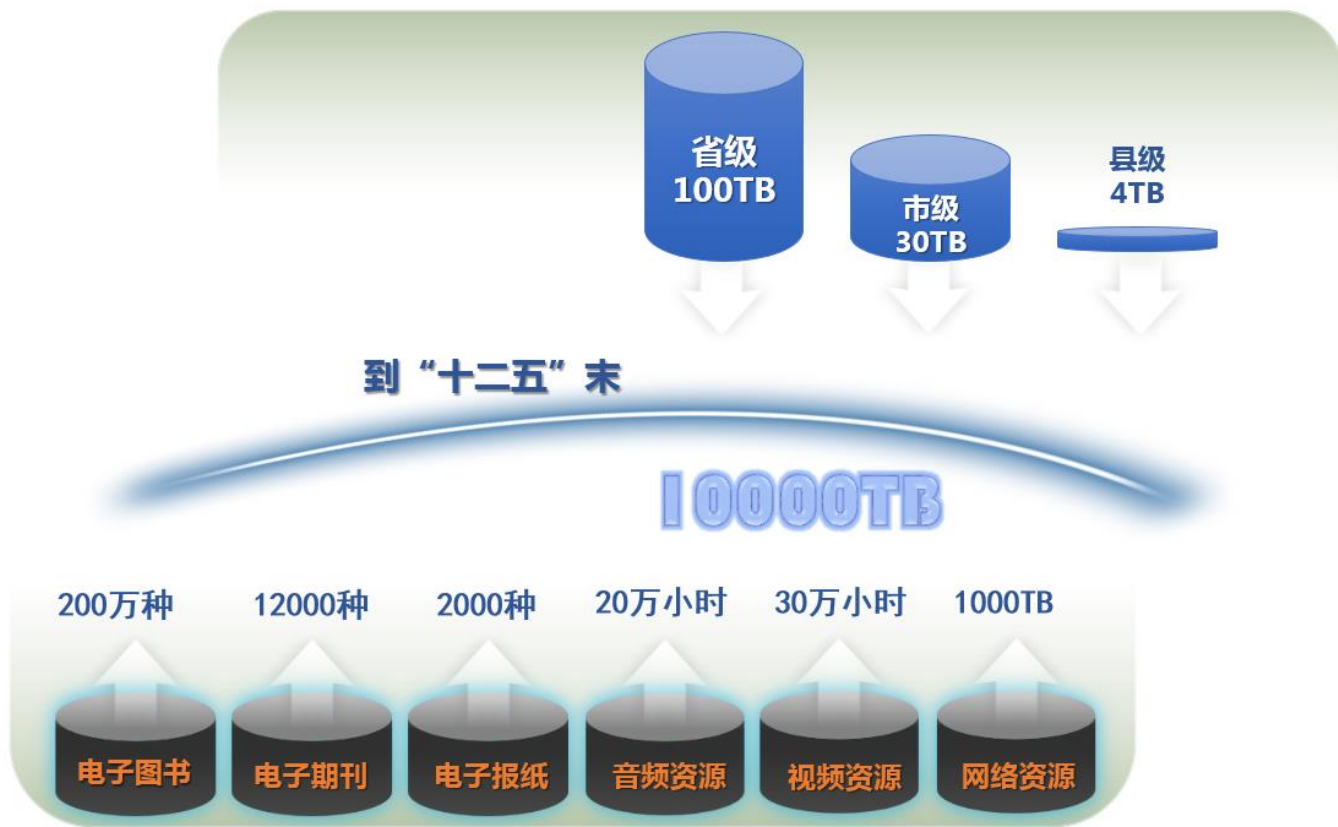 省级
100TB
市级
30TB
县级
4TB
到“十二五”末
10000TB
200万种
12000种
2000种
20万小时
30万小时
1000TB
电子图书
电子期刊
电子报纸
音频资源
视频资源
网络资源